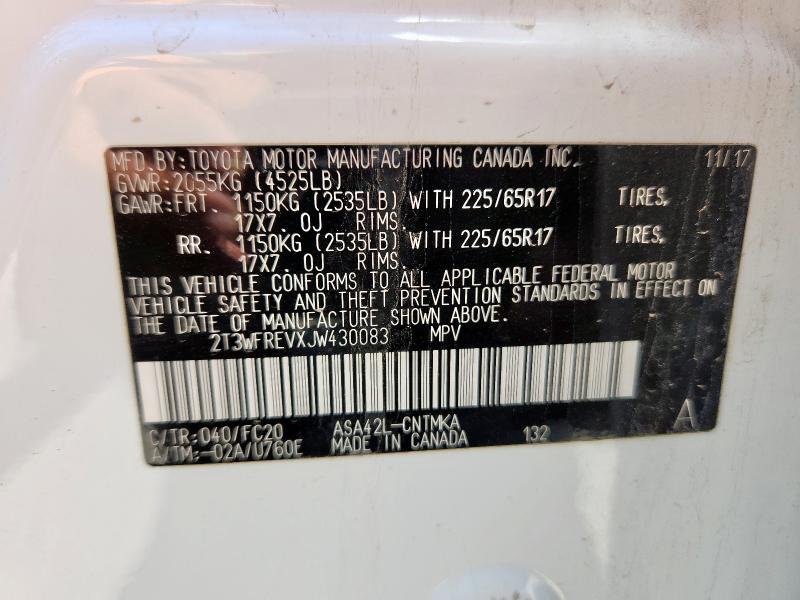 MFD. BY: TOYOTA MOTOR MANUFACTURING CANADA INC. 11/17
GVWR: 2055KG (4525LB)
GAWR: FRT. 1150KG (2535LB) WITH 225/65R17 TIRES,
17X7. 0J RIMS.
RR. 1150KG (2535LB) WITH 225/65R17 TIRES,
17X7. 0J RIMS.
THIS VEHICLE CONFORMS TO ALL APPLICABLE FEDERAL MOTOR
VEHICLE SAFETY AND THEFT PREVENTION STANDARDS IN EFFECT ON
THE DATE OF MANUFACTURE SHOWN ABOVE.
2T3WFREVXJW430083 MPV
C/TR: 040/FC20 ASA42L-CNTMKA 132 A
A/TM: -02A/U760E MADE IN CANADA